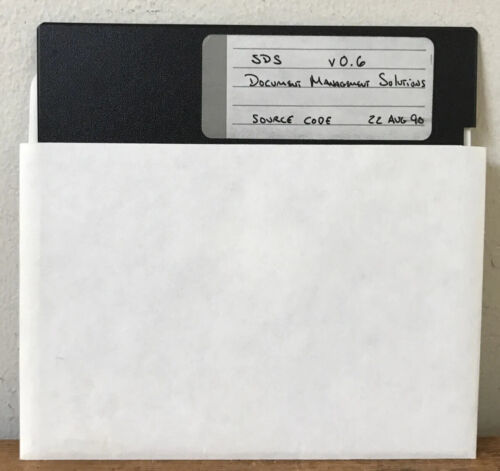 SDS v0.6
Document Management Solutions
Source Code 22 Aug 90